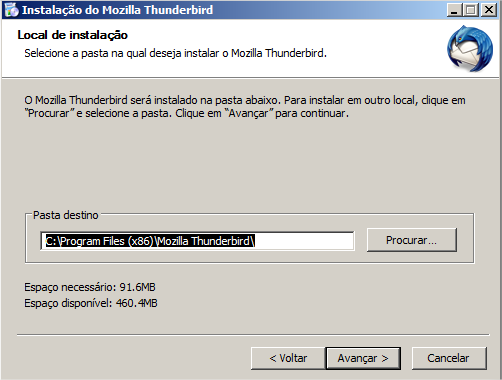 Instalação do Mozilla Thunderbird
Local de instalação
Selecione a pasta na qual deseja instalar o Mozilla Thunderbird.
O Mozilla Thunderbird será instalado na pasta abaixo. Para instalar em outro local, clique em
“Procurar” e selecione a pasta. Clique em “Avançar” para continuar.
Pasta destino
C:\Program Files (x86)\Mozilla Thunderbird\
Procurar...
Espaço necessário: 91.6MB
Espaço disponível: 460.4MB
< Voltar
Avançar >
Cancelar